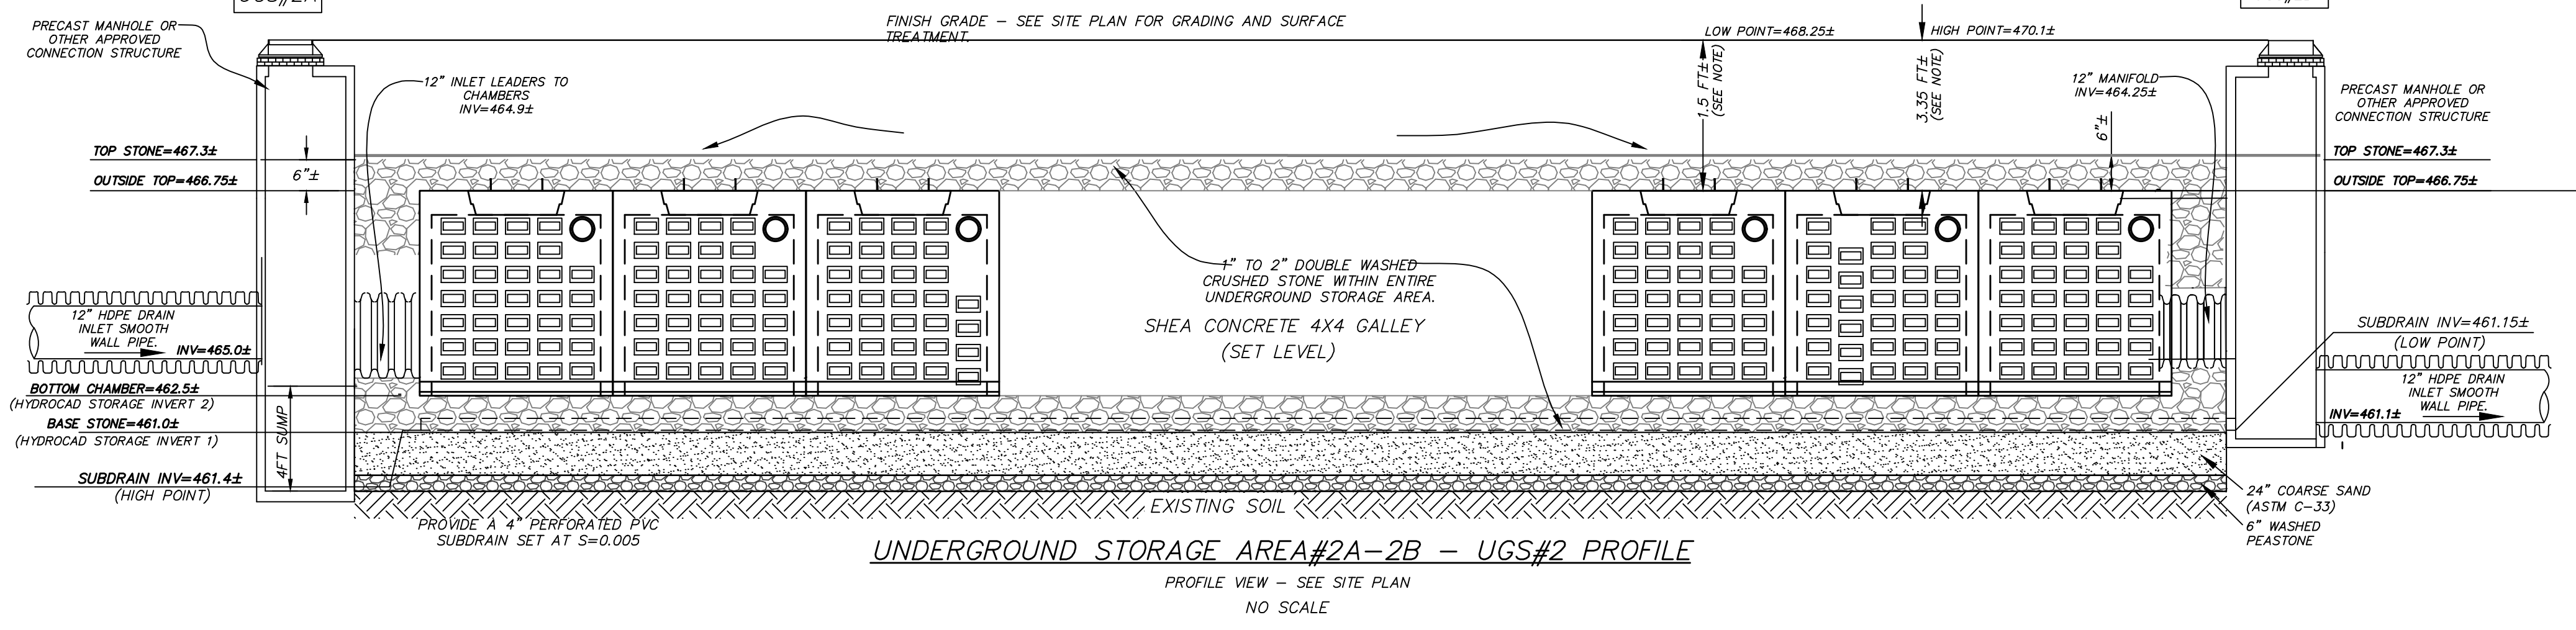 PRECAST MANHOLE OR
OTHER APPROVED
CONNECTION STRUCTURE
FINISH GRADE – SEE SITE PLAN FOR GRADING AND SURFACE
TREATMENT.
LOW POINT=468.25±
HIGH POINT=470.1±
12" INLET LEADERS TO
CHAMBERS
INV=464.9±
1.5 FT±
(SEE NOTE)
3.35 FT±
(SEE NOTE)
12" MANIFOLD
INV=464.25±
6"±
PRECAST MANHOLE OR
OTHER APPROVED
CONNECTION STRUCTURE
TOP STONE=467.3±
6"±
OUTSIDE TOP=466.75±
TOP STONE=467.3±
OUTSIDE TOP=466.75±
1" TO 2" DOUBLE WASHED
CRUSHED STONE WITHIN ENTIRE
UNDERGROUND STORAGE AREA.
SHEA CONCRETE 4X4 GALLEY
(SET LEVEL)
12" HDPE DRAIN
INLET SMOOTH
WALL PIPE.
INV=465.0±
BOTTOM CHAMBER=462.5±
(HYDROCAD STORAGE INVERT 2)
BASE STONE=461.0±
(HYDROCAD STORAGE INVERT 1)
4FT SUMP
SUBDRAIN INV=461.4±
(HIGH POINT)
SUBDRAIN INV=461.15±
(LOW POINT)
12" HDPE DRAIN
INLET SMOOTH
WALL PIPE.
INV=461.1±
24" COARSE SAND
(ASTM C-33)
6" WASHED
PEASTONE
EXISTING SOIL
PROVIDE A 4" PERFORATED PVC
SUBDRAIN SET AT S=0.005
UNDERGROUND STORAGE AREA#2A-2B – UGS#2 PROFILE
PROFILE VIEW – SEE SITE PLAN
NO SCALE